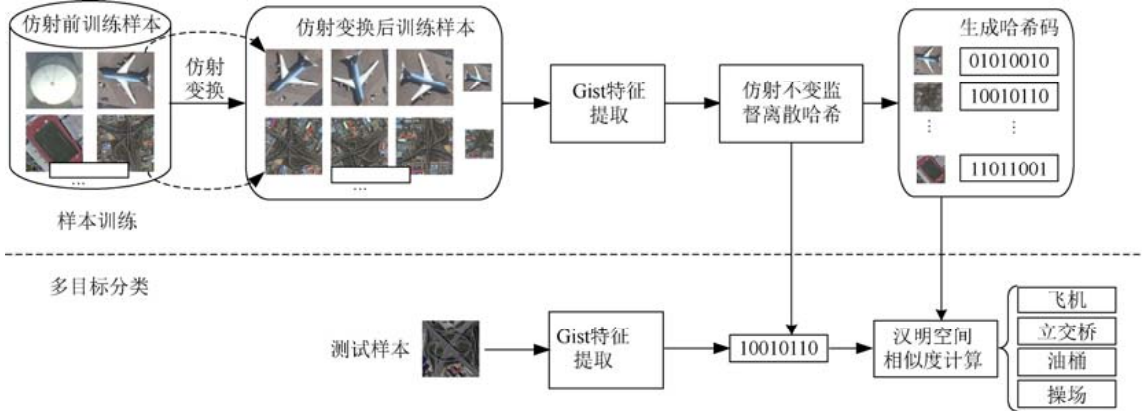 仿射前训练样本
仿射变换后训练样本
生成哈希码
仿射
变换
Gist特征
提取
仿射不变监
督离散哈希
01010010
10010110
⋮
⋮
11011001
...
...
样本训练
多目标分类
测试样本
Gist特征
提取
10010110
汉明空间
相似度计算
飞机
立交桥
油桶
操场